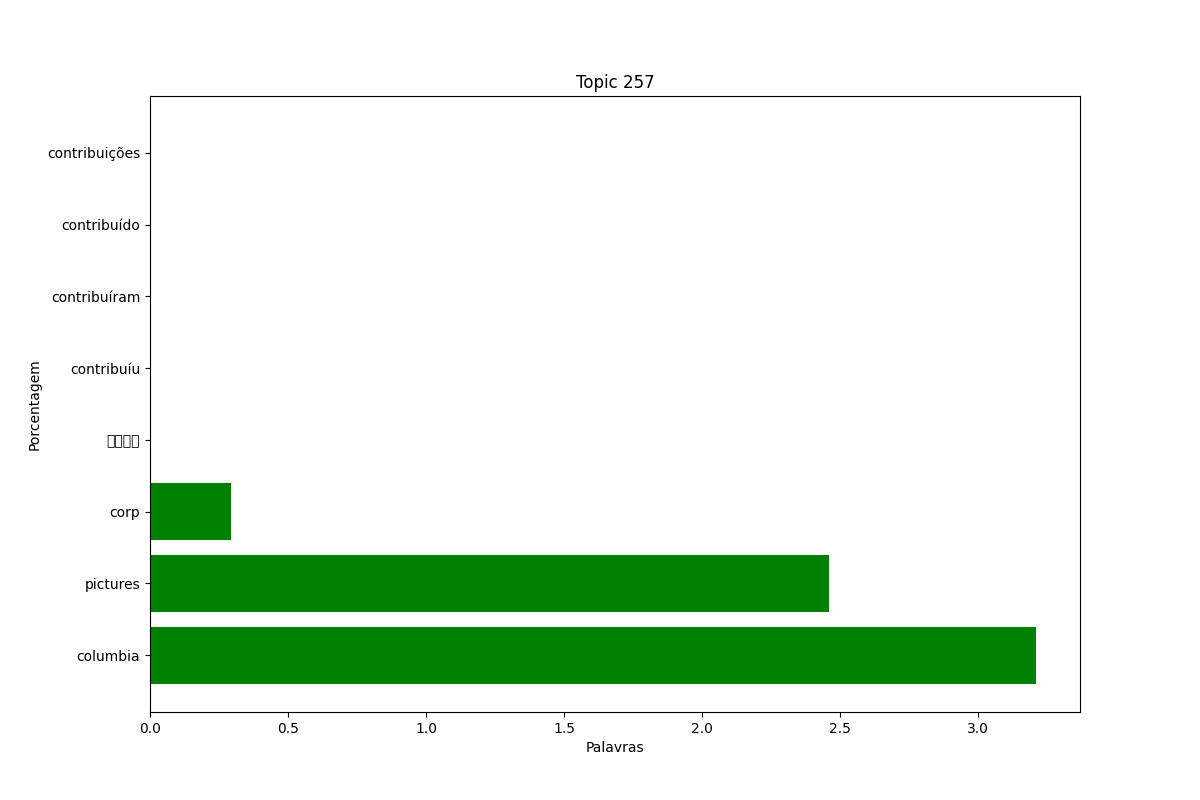 Topic 257
contribuições
contribuído
contribuíram
contribuíu
corp
pictures
columbia
Porcentagem
0.0 0.5 1.0 1.5 2.0 2.5 3.0
Palavras